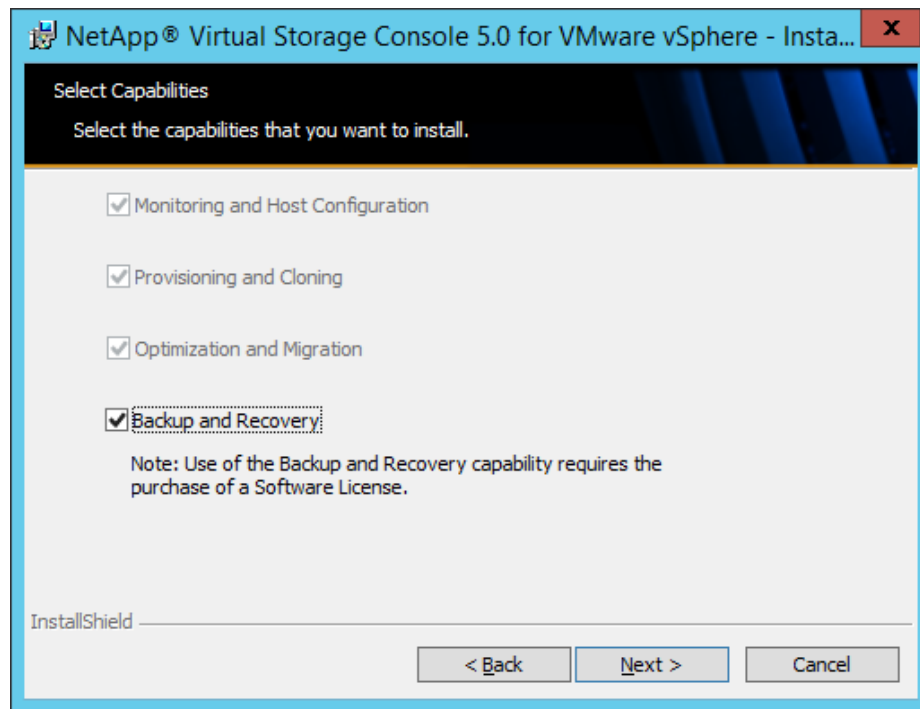 NetApp® Virtual Storage Console 5.0 for VMware vSphere - Insta...
x
Select Capabilities
Select the capabilities that you want to install.
Monitoring and Host Configuration
Provisioning and Cloning
Optimization and Migration
Backup and Recovery
Note: Use of the Backup and Recovery capability requires the
purchase of a Software License.
InstallShield
< Back
Next >
Cancel